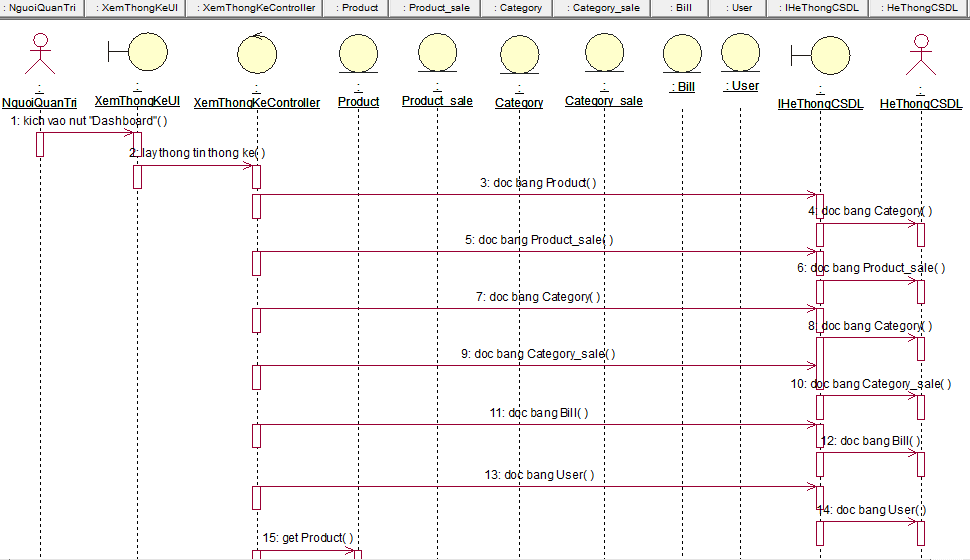 : NguoiQuanTri
: XemThongKeUI
: XemThongKeController
: Product
: Product_sale
: Category
: Category_sale
: Bill
: User
: IHeThongCSDL
: HeThongCSDL
: NguoiQuanTri
: XemThongKeUI
: XemThongKeController
: Product
: Product_sale
: Category
: Category_sale
: Bill
: User
: IHeThongCSDL
: HeThongCSDL
1: kich vao nut "Dashboard"( )
2: lay thong tin thong ke( )
3: doc bang Product( )
4: doc bang Category( )
5: doc bang Product_sale( )
6: doc bang Product_sale( )
7: doc bang Category( )
8: doc bang Category( )
9: doc bang Category_sale( )
10: doc bang Category_sale( )
11: doc bang Bill( )
12: doc bang Bill( )
13: doc bang User( )
14: doc bang User( )
15: get Product( )